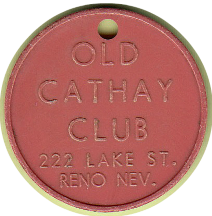 OLD
CATHAY
CLUB
222 LAKE ST.
RENO NEV.